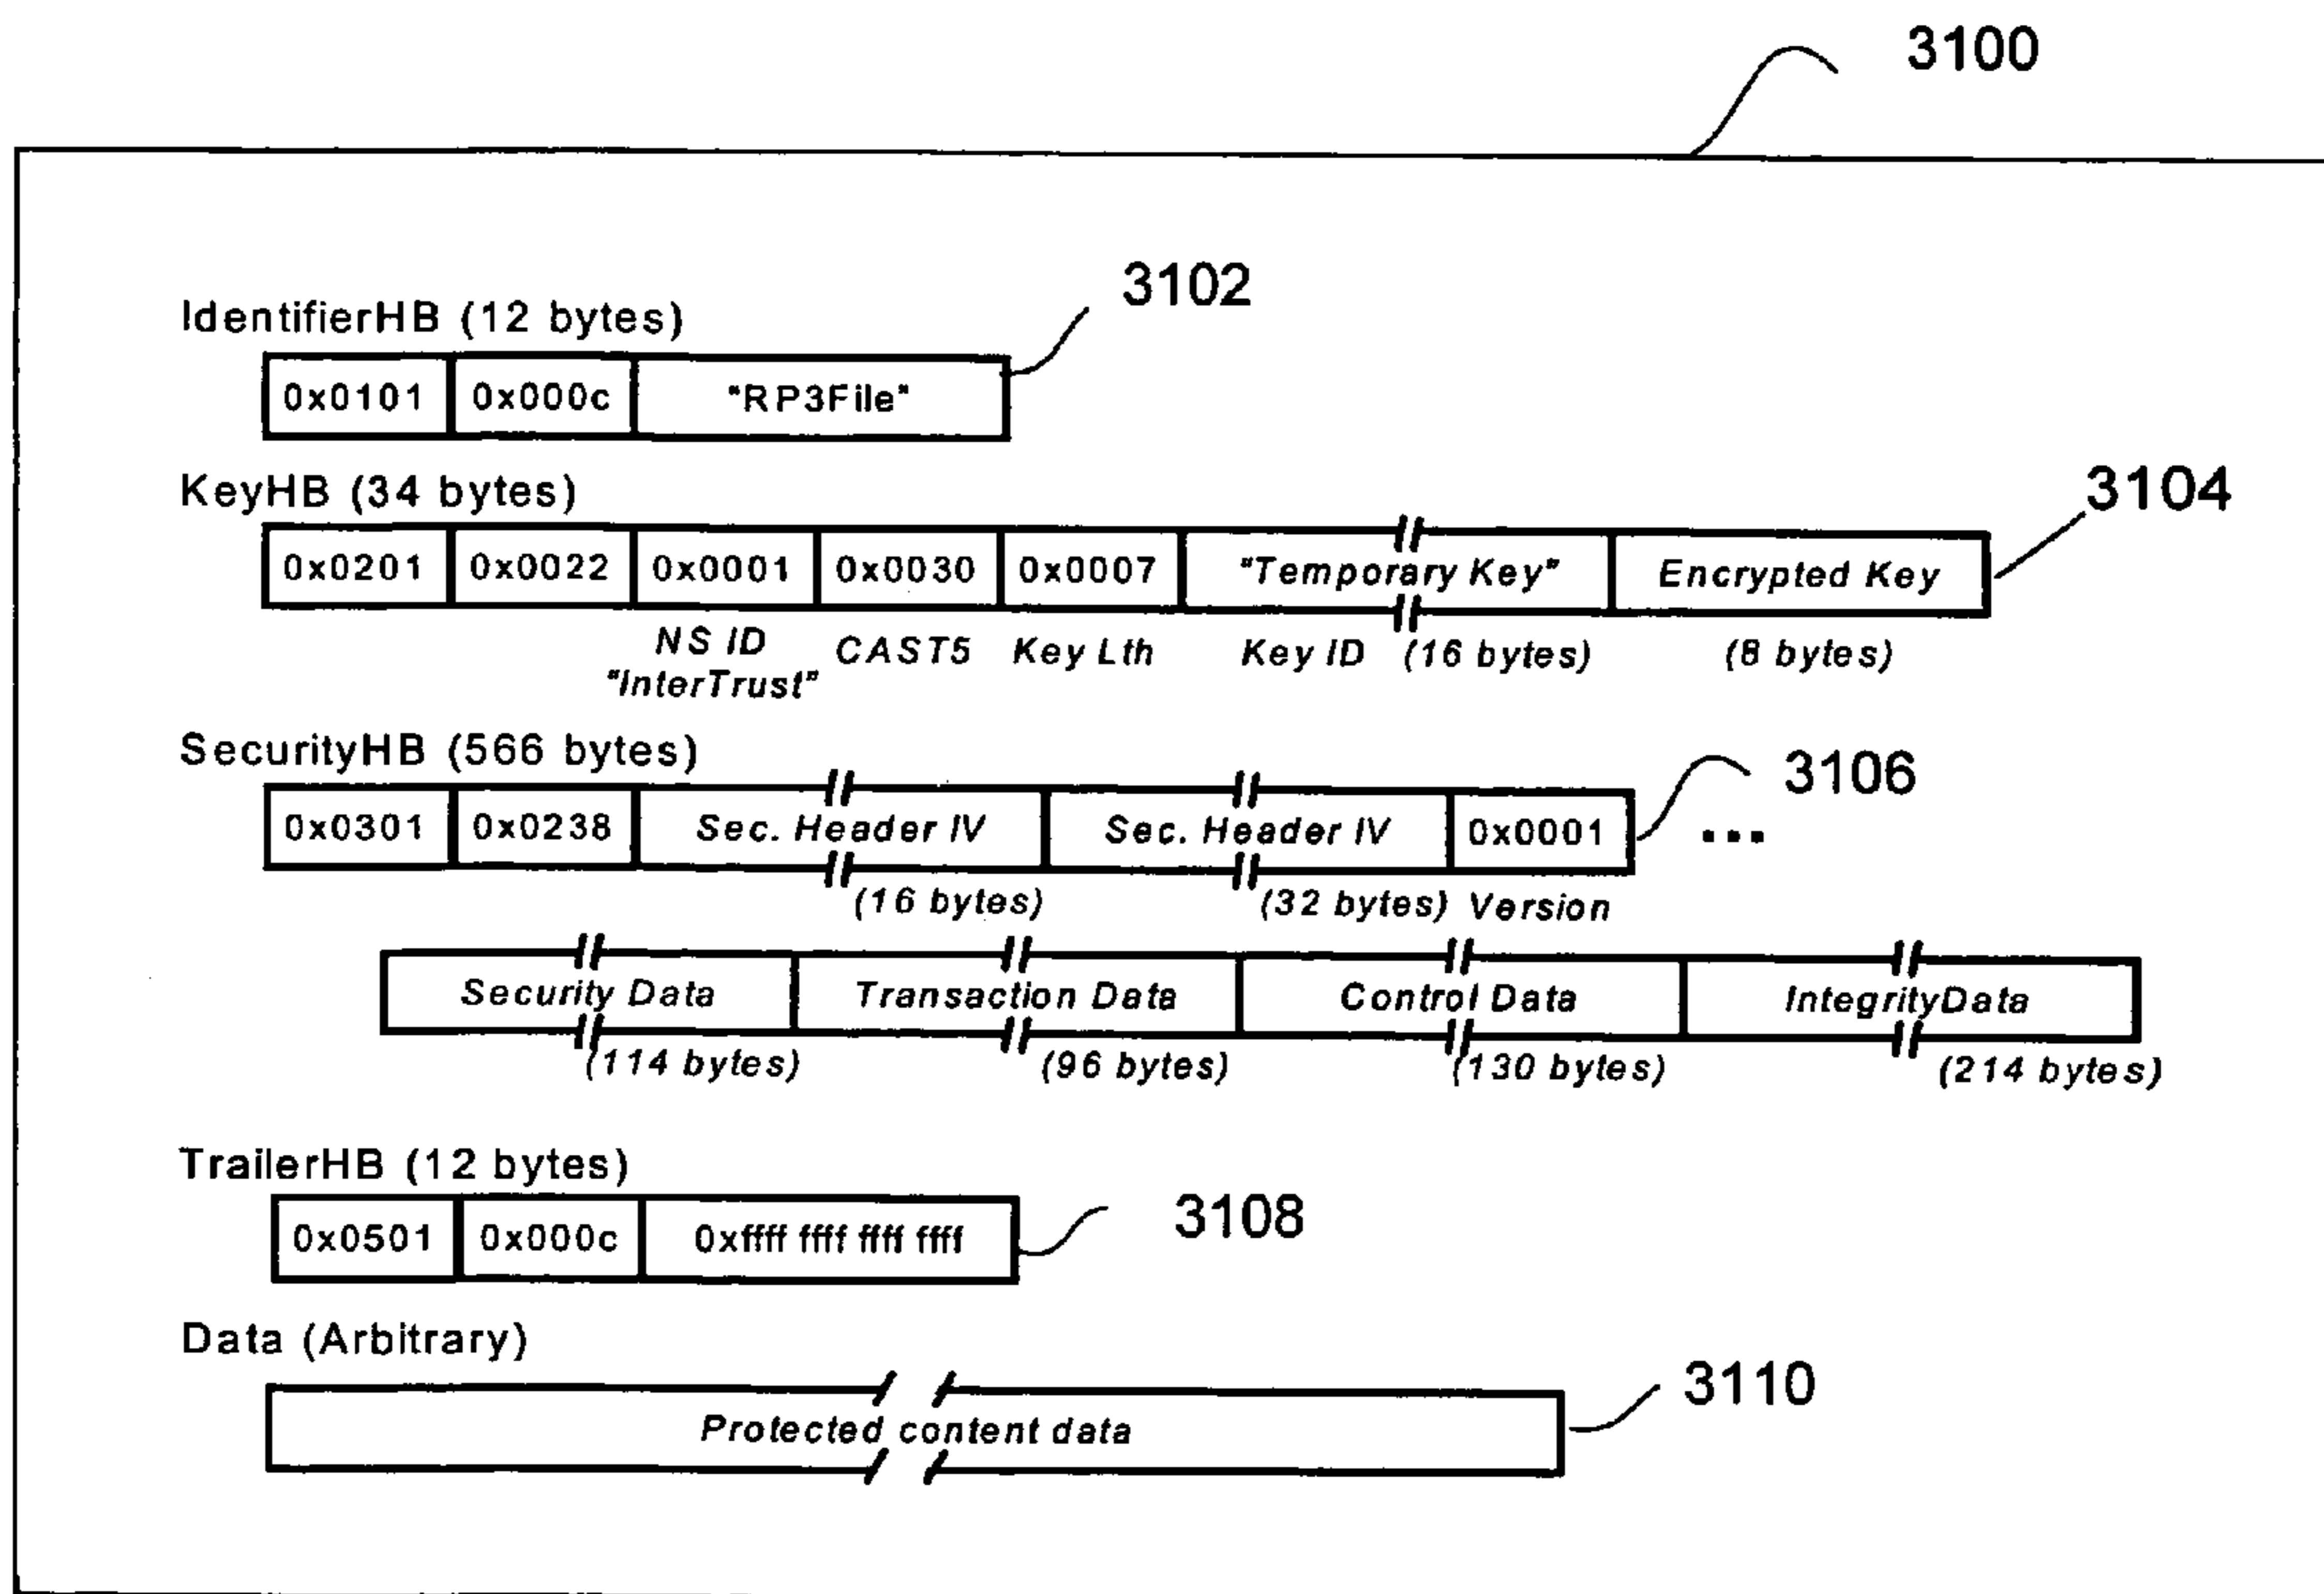 3100
IdentifierHB (12 bytes)
3102
0x0101 0x000c "RP3File"
KeyHB (34 bytes)
3104
0x0201 0x0022 0x0001 0x0030 0x0007 "Temporary Key" Encrypted Key
NS ID CAST5 Key Lth Key ID (16 bytes) (8 bytes)
"InterTrust"
SecurityHB (566 bytes)
3106
0x0301 0x0238 Sec. Header IV Sec. Header IV 0x0001 ...
(16 bytes) (32 bytes) Version
Security Data Transaction Data Control Data IntegrityData
(114 bytes) (96 bytes) (130 bytes) (214 bytes)
TrailerHB (12 bytes)
3108
0x0501 0x000c 0xffff ffff ffff ffff
Data (Arbitrary)
3110
Protected content data